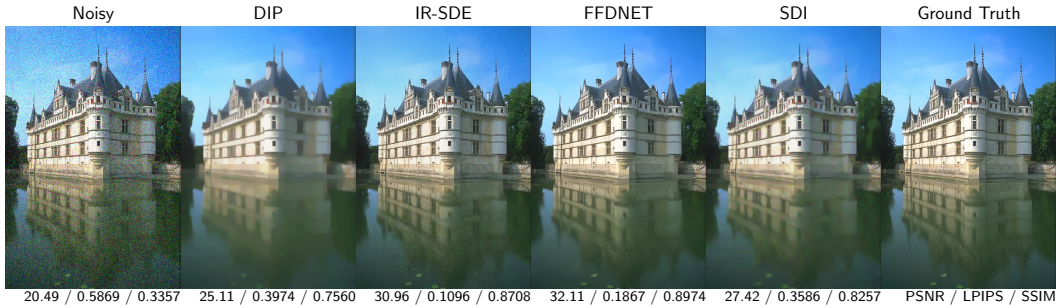 Noisy DIP IR-SDE FFDNET SDI Ground Truth
20.49 / 0.5869 / 0.3357 25.11 / 0.3974 / 0.7560 30.96 / 0.1096 / 0.8708 32.11 / 0.1867 / 0.8974 27.42 / 0.3586 / 0.8257 PSNR / LPIPS / SSIM